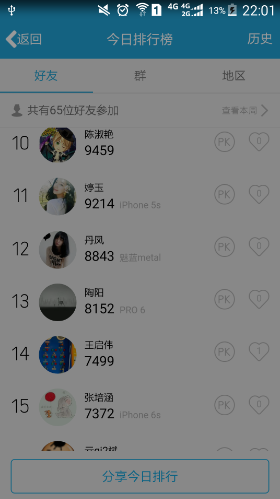 4G 4G 2G 13% 22:01
返回 今日排行榜 历史
好友 群 地区
共有65位好友参加 查看本周
10 陈淑艳 PK 0
9459
11 婷玉 PK 0
9214 iPhone 5s
12 丹凤 PK 0
8843 魅蓝metal
13 陶阳 PK 0
8152 PRO 6
14 王启伟 PK 1
7499
15 张培涵 PK 0
7372 iPhone 6s
分享今日排行